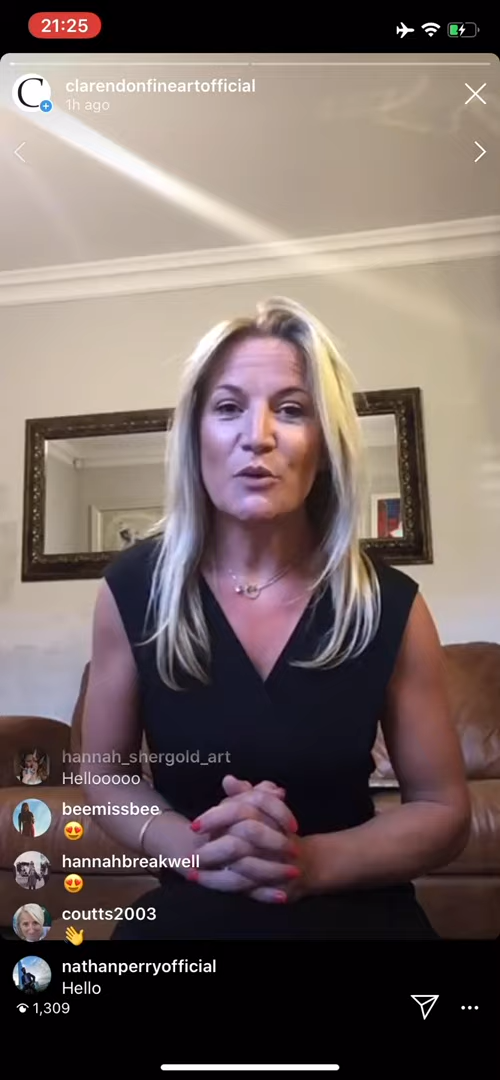 21:25
C
clarendonfineartofficial
1h ago
hannah_shergold_art
Hellooooo
beemissbee
😍
hannahbreakwell
😍
coutts2003
👋
nathanperryofficial
Hello
1,309